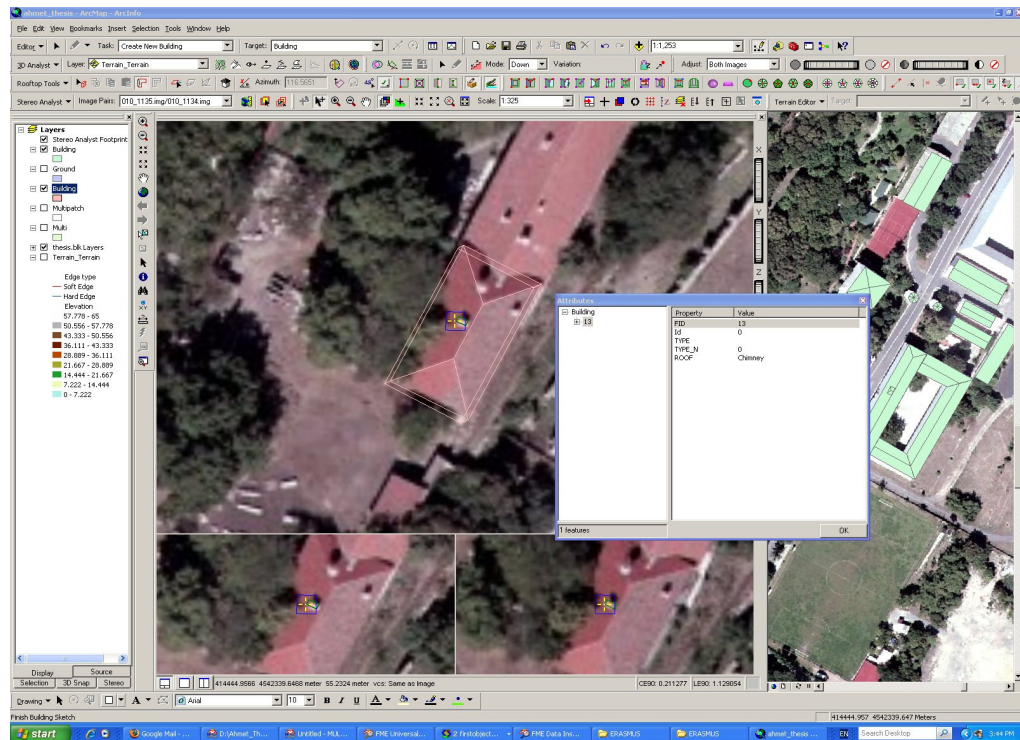 ahmet_thesis - ArcMap - ArcInfo
File Edit View Bookmarks Insert Selection Tools Window Help
Editor Task: Create New Building Target: Building 1:1,253
3D Analyst Layer: Terrain_Terrain Mode: Down Variation: Adjust: Both Images
Rooftop Tools Azimuth: 116.5651
Stereo Analyst Image Pairs: 010_1135.img/010_1134.img Scale: 1:325 Terrain Editor Target:
Layers
Stereo Analyst Footprint
Building
Ground
Building
Multipatch
Multi
thesis.blk Layers
Terrain_Terrain
Edge type
Soft Edge
Hard Edge
Elevation
57.778 - 65
50.556 - 57.778
43.333 - 50.556
36.111 - 43.333
28.889 - 36.111
21.667 - 28.889
14.444 - 21.667
7.222 - 14.444
0 - 7.222
X
Y
Z
Attributes
Building
13
Property Value
FID 13
Id 0
TYPE
TYPE_N 0
ROOF Chimney
1 features
OK
Display Source
Selection 3D Snap Stereo
414444.9566 4542339.6468 meter 55.2324 meter vcs: Same as Image CE90: 0.211277 LE90: 1.129054
Drawing Arial 10 B I U A
Finish Building Sketch 414444.957 4542339.647 Meters
start Google Mail - ... D:\Ahmet_Th... Untitled - MUL... FME Universal... 2 firstobject... FME Data Ins... ERASMUS ERASMUS ahmet_thesis ... EN Search Desktop 3:44 PM